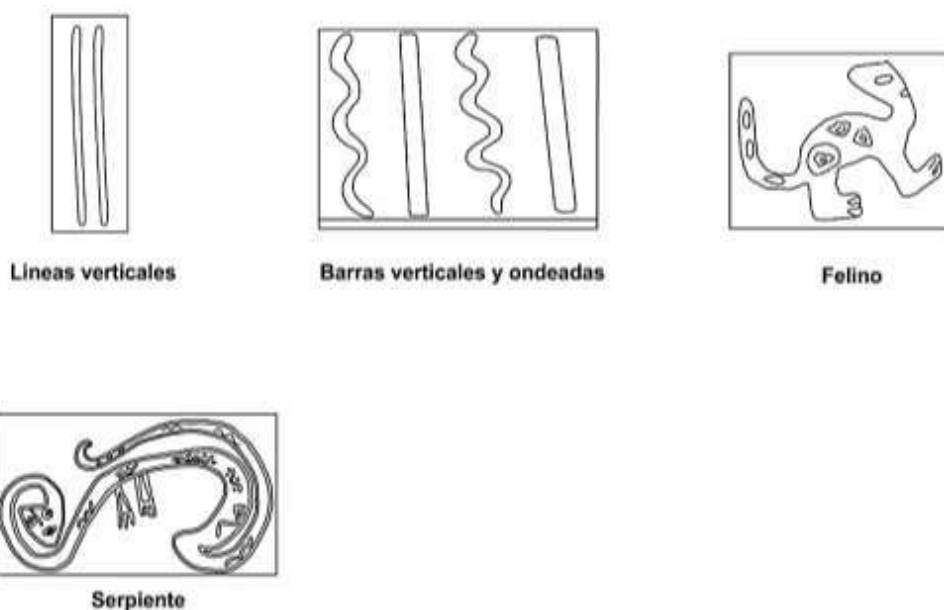 Lineas verticales
Barras verticales y ondeadas
Felino
Serpiente